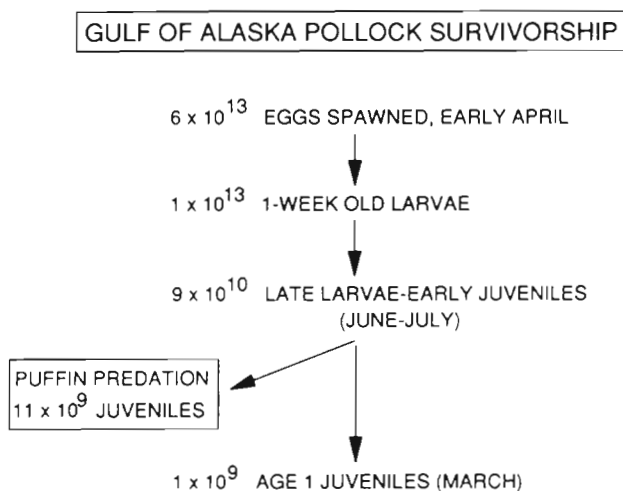 GULF OF ALASKA POLLOCK SURVIVORSHIP
6 x 10^13 EGGS SPAWNED, EARLY APRIL
1 x 10^13 1-WEEK OLD LARVAE
9 x 10^10 LATE LARVAE-EARLY JUVENILES
(JUNE-JULY)
PUFFIN PREDATION
11 x 10^9 JUVENILES
1 x 10^9 AGE 1 JUVENILES (MARCH)